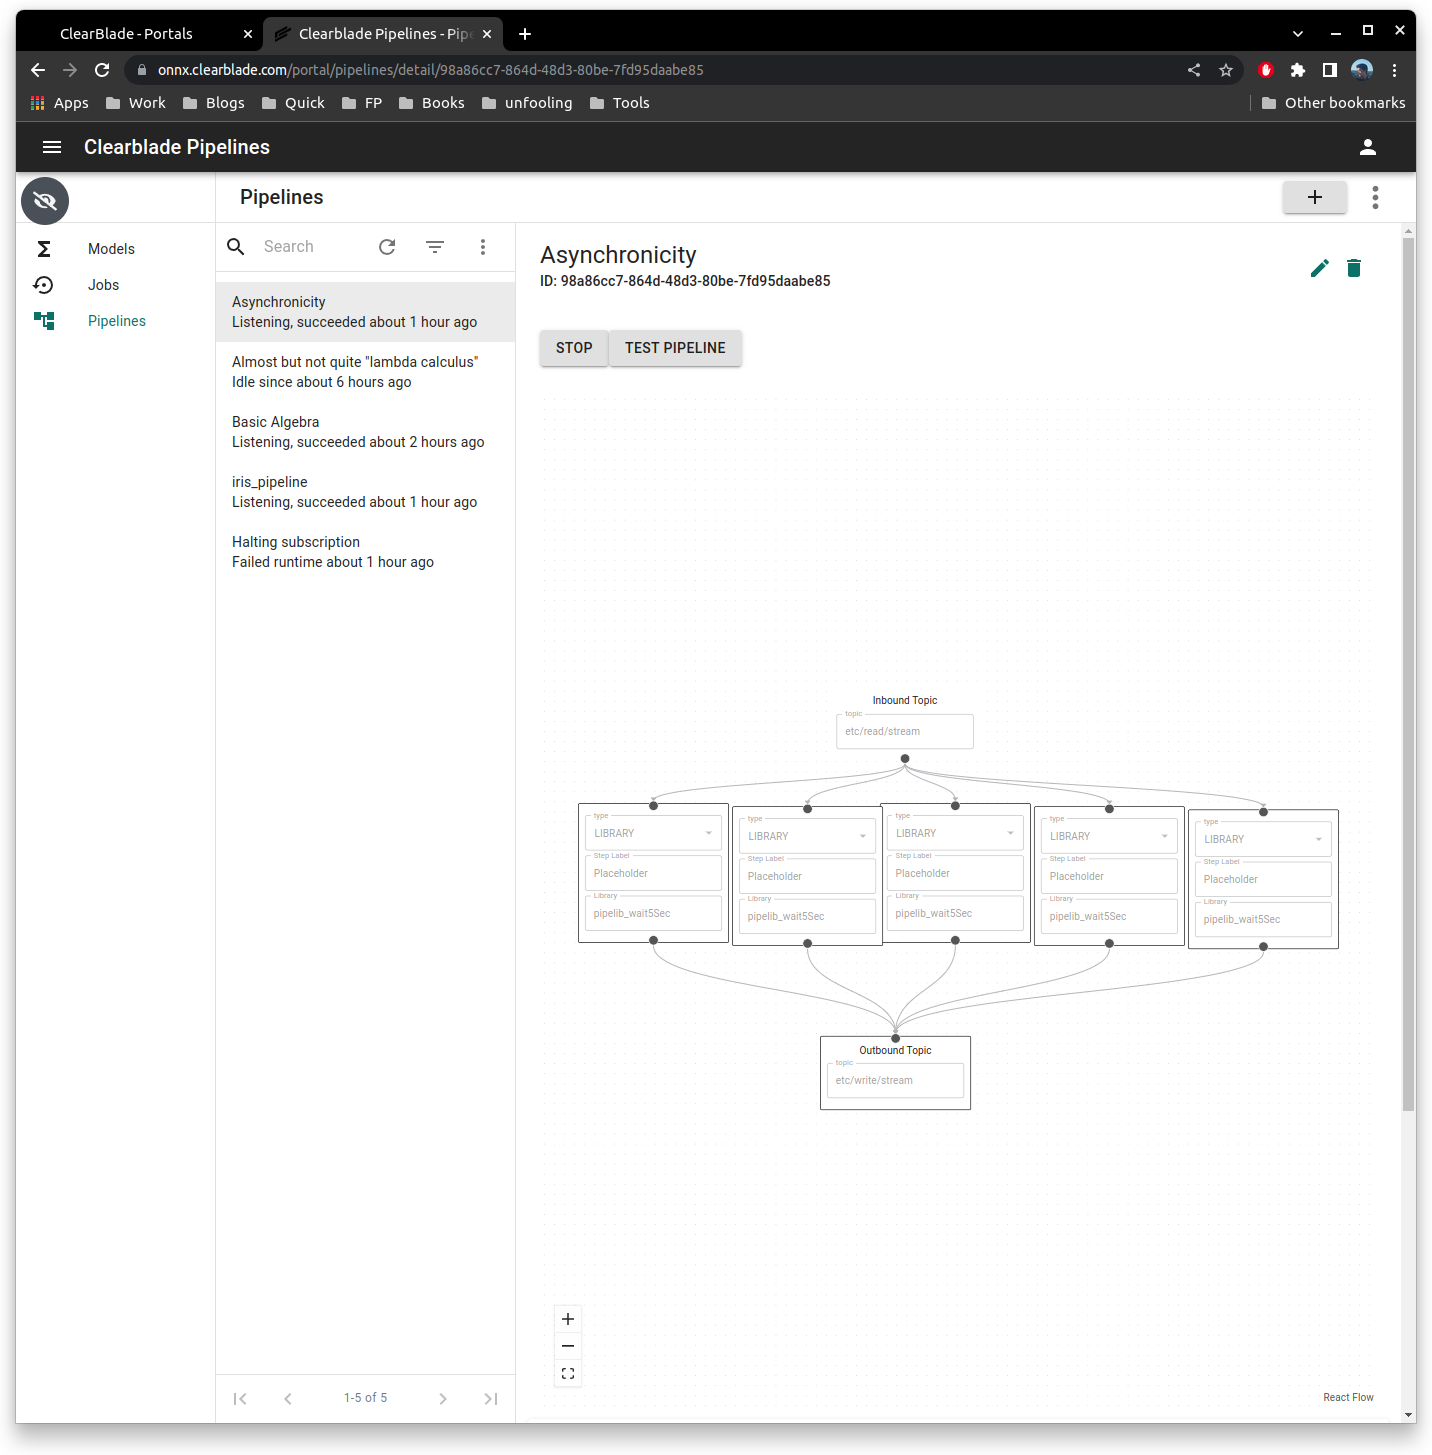 ClearBlade - Portals
Clearblade Pipelines - Pipe
onnx.clearblade.com/portal/pipelines/detail/98a86cc7-864d-48d3-80be-7fd95daabe85
Apps Work Blogs Quick FP Books unfooling Tools Other bookmarks
Clearblade Pipelines
Pipelines
Models
Jobs
Pipelines
Search
Asynchronicity
Listening, succeeded about 1 hour ago
Almost but not quite "lambda calculus"
Idle since about 6 hours ago
Basic Algebra
Listening, succeeded about 2 hours ago
iris_pipeline
Listening, succeeded about 1 hour ago
Halting subscription
Failed runtime about 1 hour ago
1-5 of 5
Asynchronicity
ID: 98a86cc7-864d-48d3-80be-7fd95daabe85
STOP TEST PIPELINE
Inbound Topic
topic
etc/read/stream
type
LIBRARY
Step Label
Placeholder
Library
pipelib_wait5Sec
type
LIBRARY
Step Label
Placeholder
Library
pipelib_wait5Sec
type
LIBRARY
Step Label
Placeholder
Library
pipelib_wait5Sec
type
LIBRARY
Step Label
Placeholder
Library
pipelib_wait5Sec
type
LIBRARY
Step Label
Placeholder
Library
pipelib_wait5Sec
Outbound Topic
topic
etc/write/stream
React Flow